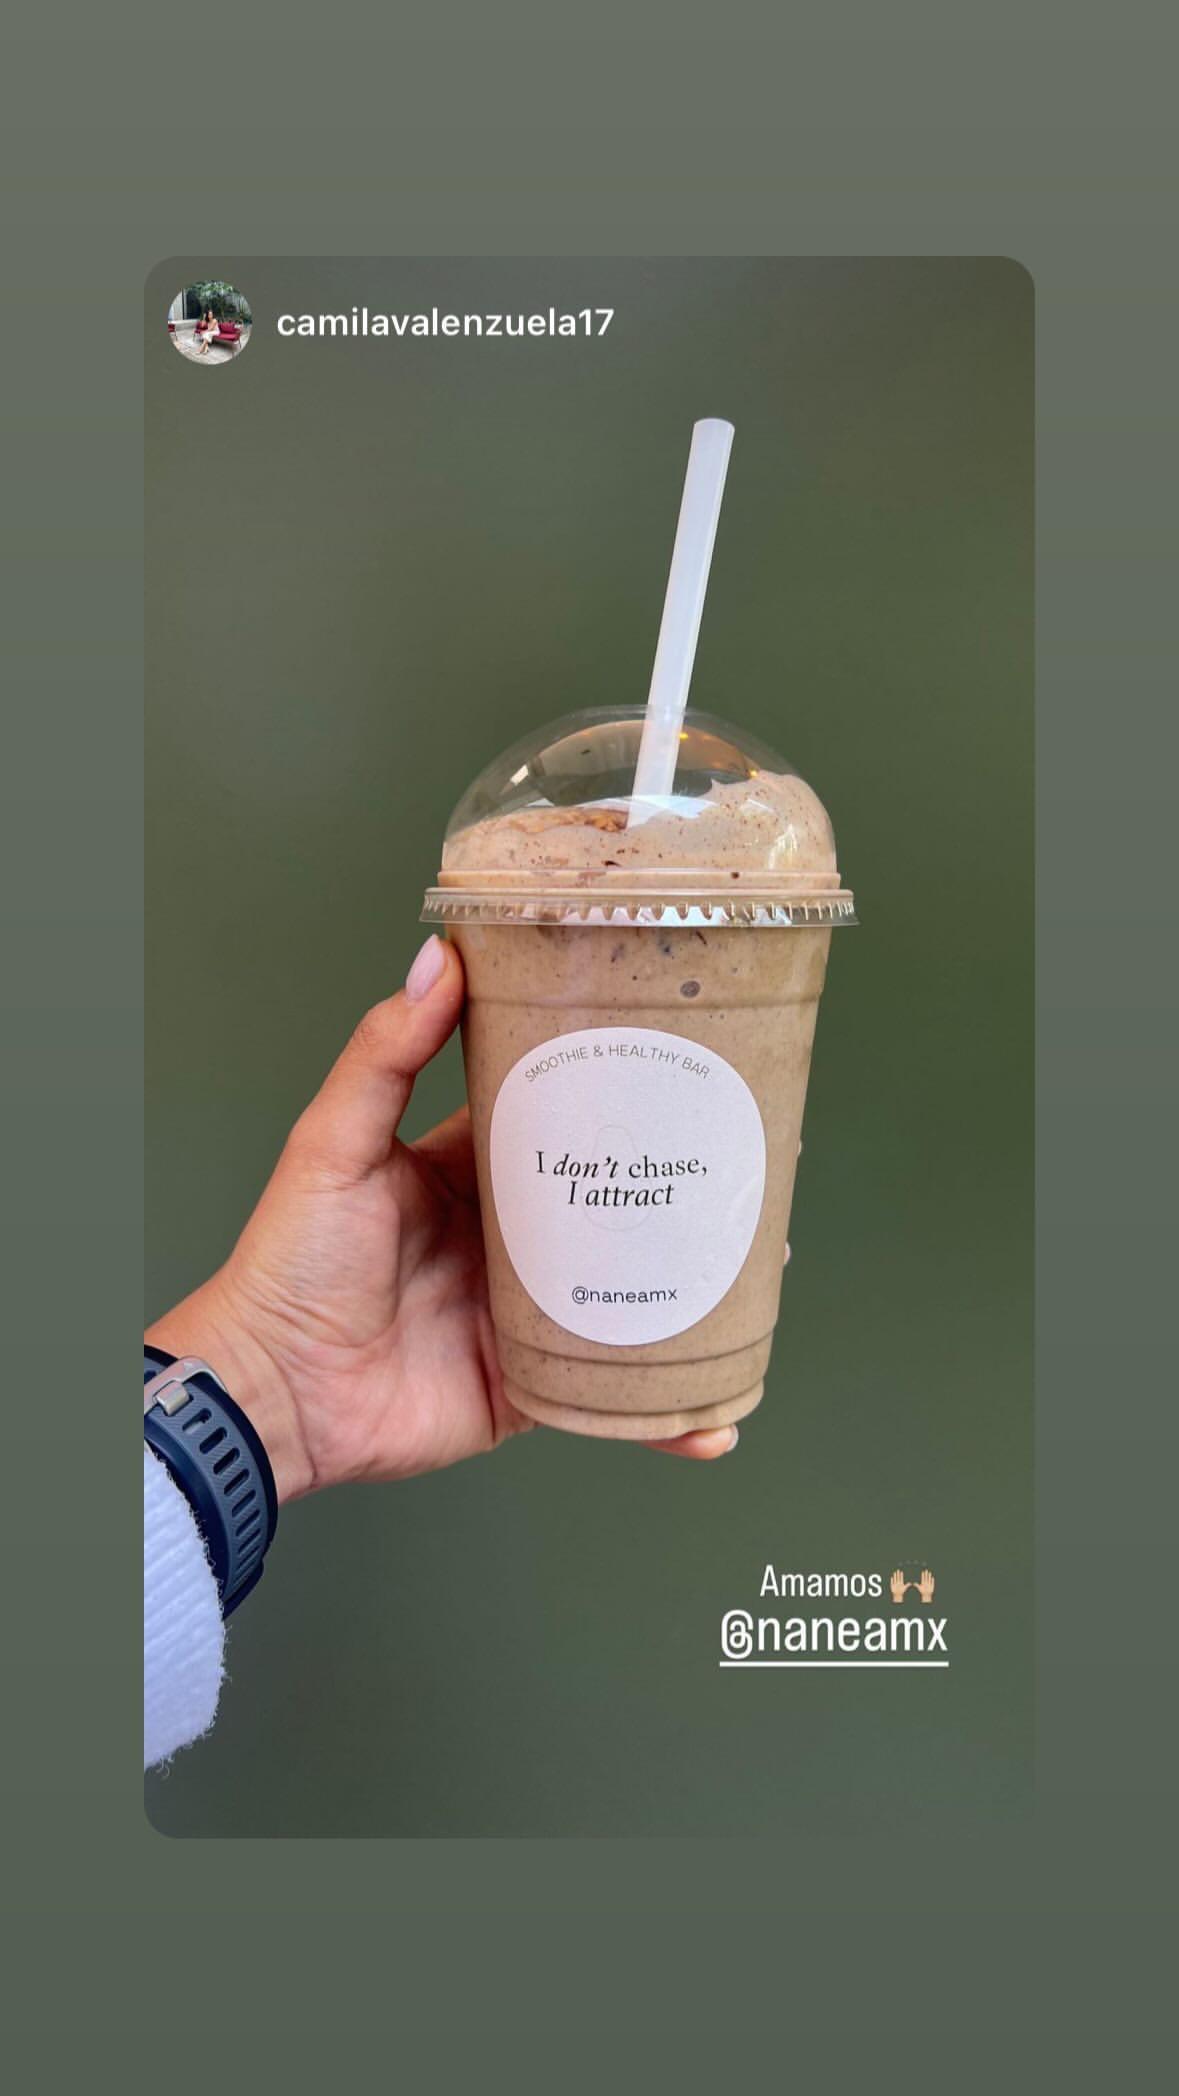 camilavalenzuela17
SMOOTHIE & HEALTHY BAR
I don't chase,
I attract
@naneamx
Amamos 🙌🏼
@naneamx